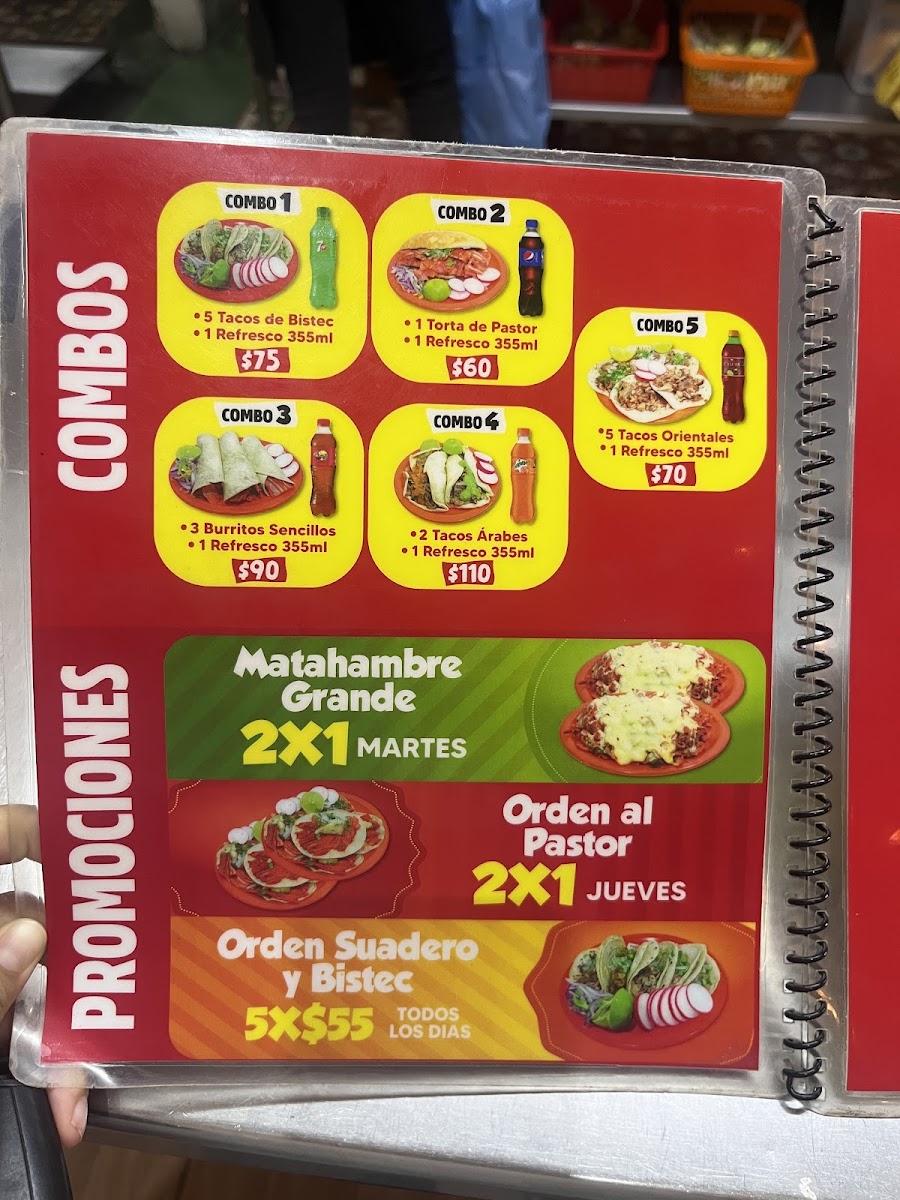 COMBOS
COMBO 1
7
• 5 Tacos de Bistec
• 1 Refresco 355ml
$75
COMBO 2
• 1 Torta de Pastor
• 1 Refresco 355ml
$60
COMBO 3
• 3 Burritos Sencillos
• 1 Refresco 355ml
$90
COMBO 4
• 2 Tacos Árabes
• 1 Refresco 355ml
$110
COMBO 5
• 5 Tacos Orientales
• 1 Refresco 355ml
$70
PROMOCIONES
Matahambre
Grande
2X1 MARTES
Orden al
Pastor
2X1 JUEVES
Orden Suadero
y Bistec
5X$55 TODOS
LOS DIAS